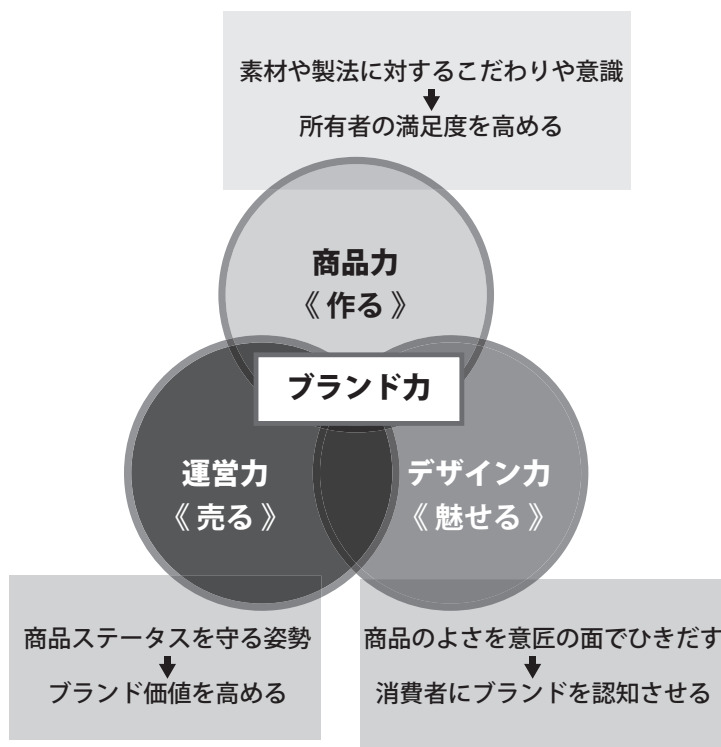 素材や製法に対するこだわりや意識
所有者の満足度を高める
商品力
《 作る 》
ブランド力
運営力
《 売る 》
デザイン力
《 魅せる 》
商品ステータスを守る姿勢
ブランド価値を高める
商品のよさを意匠の面でひきだす
消費者にブランドを認知させる